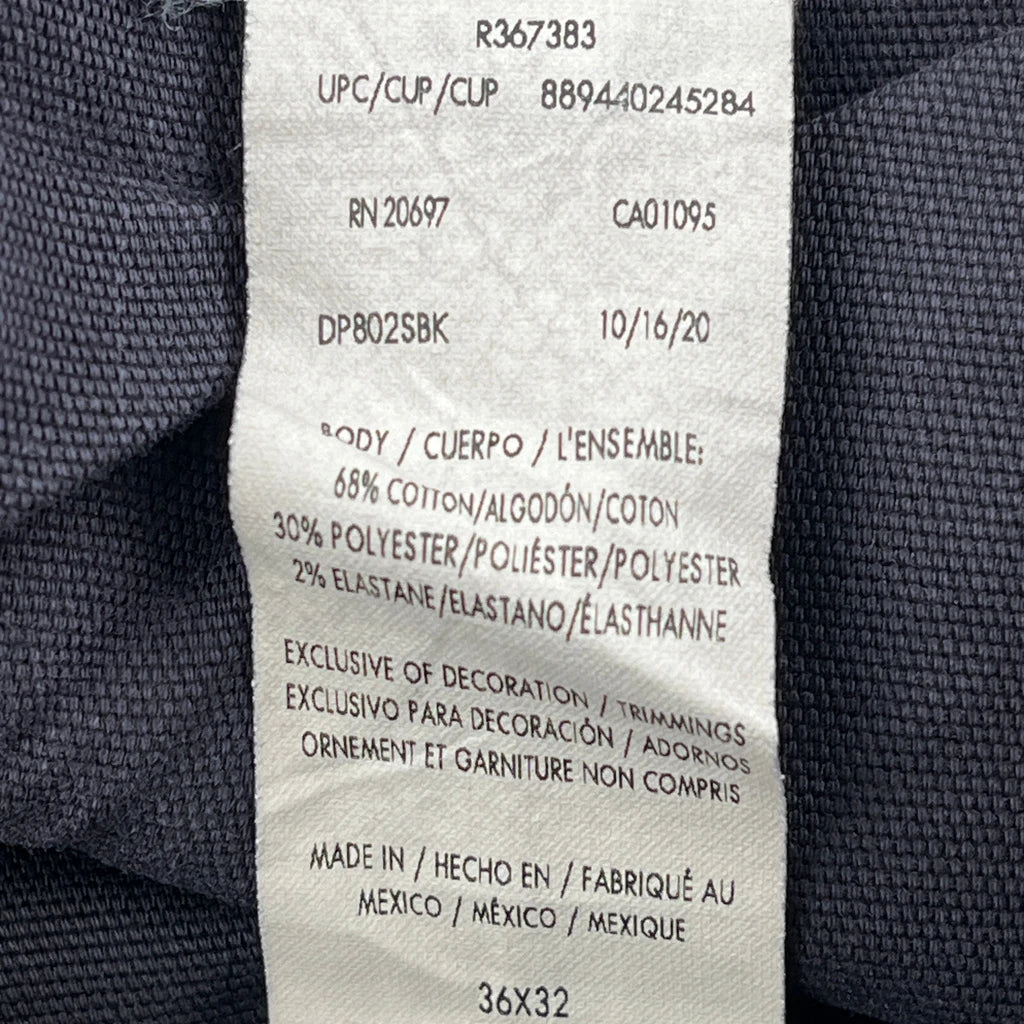 R367383
UPC/CUP/CUP 889440245284
RN 20697 CA01095
DP802SBK 10/16/20
BODY / CUERPO / L'ENSEMBLE:
68% COTTON/ALGODÓN/COTON
30% POLYESTER/POLIÉSTER/POLYESTER
2% ELASTANE/ELASTANO/ÉLASTHANNE
EXCLUSIVE OF DECORATION / TRIMMINGS
EXCLUSIVO PARA DECORACIÓN / ADORNOS
ORNEMENT ET GARNITURE NON COMPRIS
MADE IN / HECHO EN / FABRIQUÉ AU
MEXICO / MÉXICO / MEXIQUE
36X32